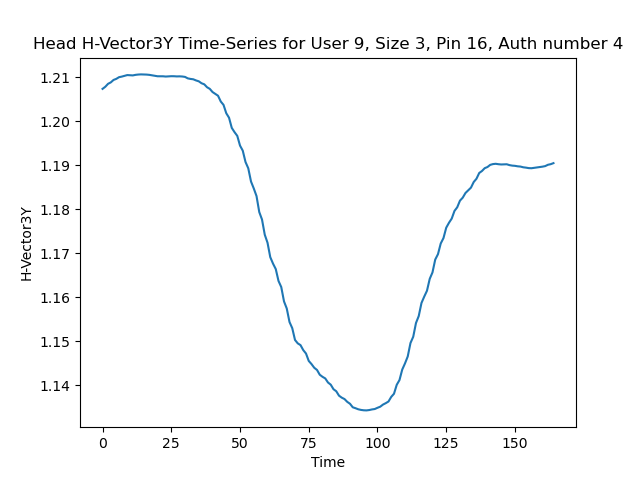 Head H-Vector3Y Time-Series for User 9, Size 3, Pin 16, Auth number 4
1.21
1.20
1.19
1.18
1.17
1.16
1.15
1.14
H-Vector3Y
0 25 50 75 100 125 150
Time